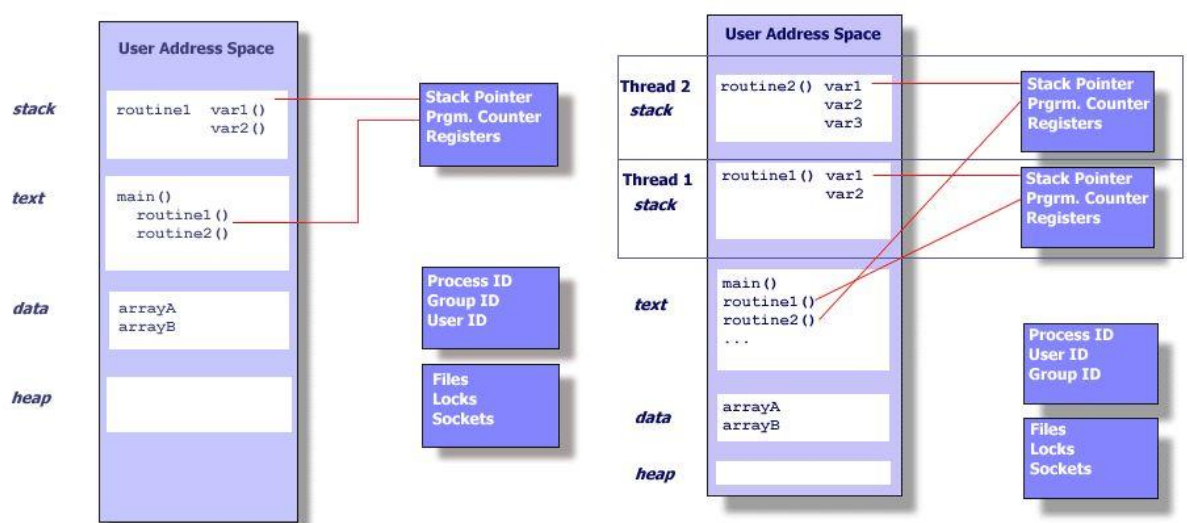 User Address Space
stack
routine1 var1()
var2()
Stack Pointer
Prgm. Counter
Registers
text
main()
routine1()
routine2()
Process ID
Group ID
User ID
data
arrayA
arrayB
Files
Locks
Sockets
heap
User Address Space
Thread 2
stack
routine2() var1
var2
var3
Stack Pointer
Prgrm. Counter
Registers
Thread 1
stack
routine1() var1
var2
Stack Pointer
Prgrm. Counter
Registers
text
main()
routine1()
routine2()
...
Process ID
User ID
Group ID
data
arrayA
arrayB
Files
Locks
Sockets
heap